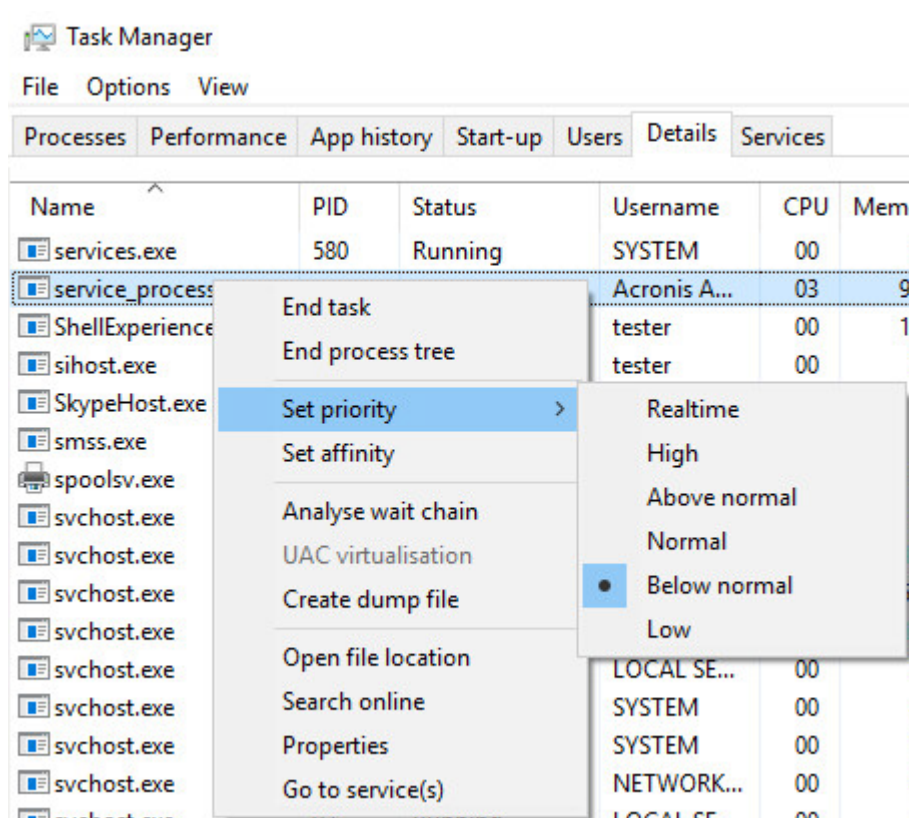 Task Manager
File Options View
Processes Performance App history Start-up Users Details Services
Name PID Status Username CPU Mem
services.exe 580 Running SYSTEM 00
service_process Acronis A... 03 9
ShellExperience tester 00 1
sihost.exe tester 00
SkypeHost.exe
smss.exe
spoolsv.exe
svchost.exe
svchost.exe
svchost.exe
svchost.exe
svchost.exe LOCAL SE... 00
svchost.exe SYSTEM 00
svchost.exe SYSTEM 00
svchost.exe NETWORK... 00
End task
End process tree
Set priority
Set affinity
Analyse wait chain
UAC virtualisation
Create dump file
Open file location
Search online
Properties
Go to service(s)
Realtime
High
Above normal
Normal
Below normal
Low